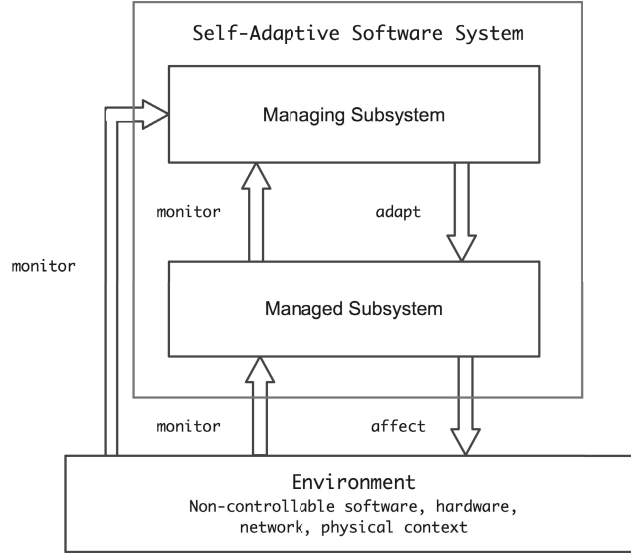 Self-Adaptive Software System
Managing Subsystem
monitor
adapt
monitor
Managed Subsystem
monitor
affect
Environment
Non-controllable software, hardware,
network, physical context